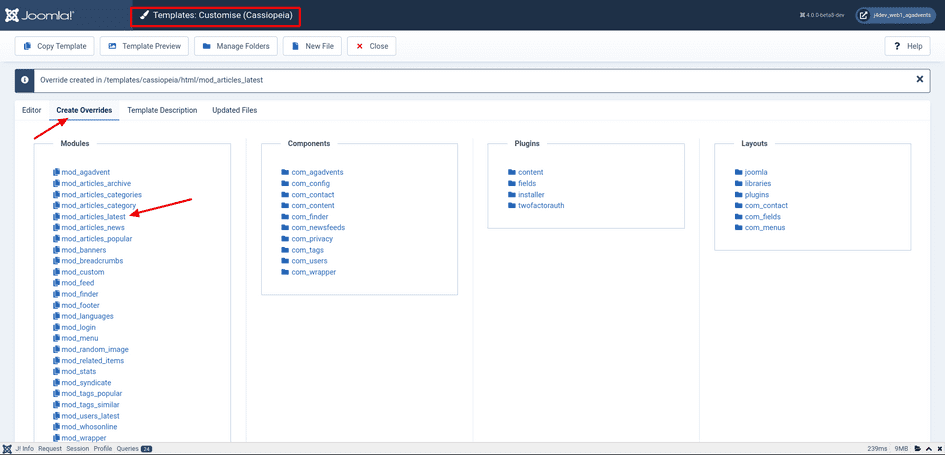 Joomla!
Templates: Customise (Cassiopeia)
4.0.0-beta8-dev
j4dev_web1_agadvents
Copy Template
Template Preview
Manage Folders
New File
Close
Help
Override created in /templates/cassiopeia/html/mod_articles_latest
Editor
Create Overrides
Template Description
Updated Files
Modules
mod_agadvent
mod_articles_archive
mod_articles_categories
mod_articles_category
mod_articles_latest
mod_articles_news
mod_articles_popular
mod_banners
mod_breadcrumbs
mod_custom
mod_feed
mod_finder
mod_footer
mod_languages
mod_login
mod_menu
mod_random_image
mod_related_items
mod_stats
mod_syndicate
mod_tags_popular
mod_tags_similar
mod_users_latest
mod_whosonline
mod_wrapper
Components
com_agadvents
com_config
com_contact
com_content
com_finder
com_newsfeeds
com_privacy
com_tags
com_users
com_wrapper
Plugins
content
fields
installer
twofactorauth
Layouts
joomla
libraries
plugins
com_contact
com_fields
com_menus
J! Info
Request
Session
Profile
Queries 24
239ms
9MB